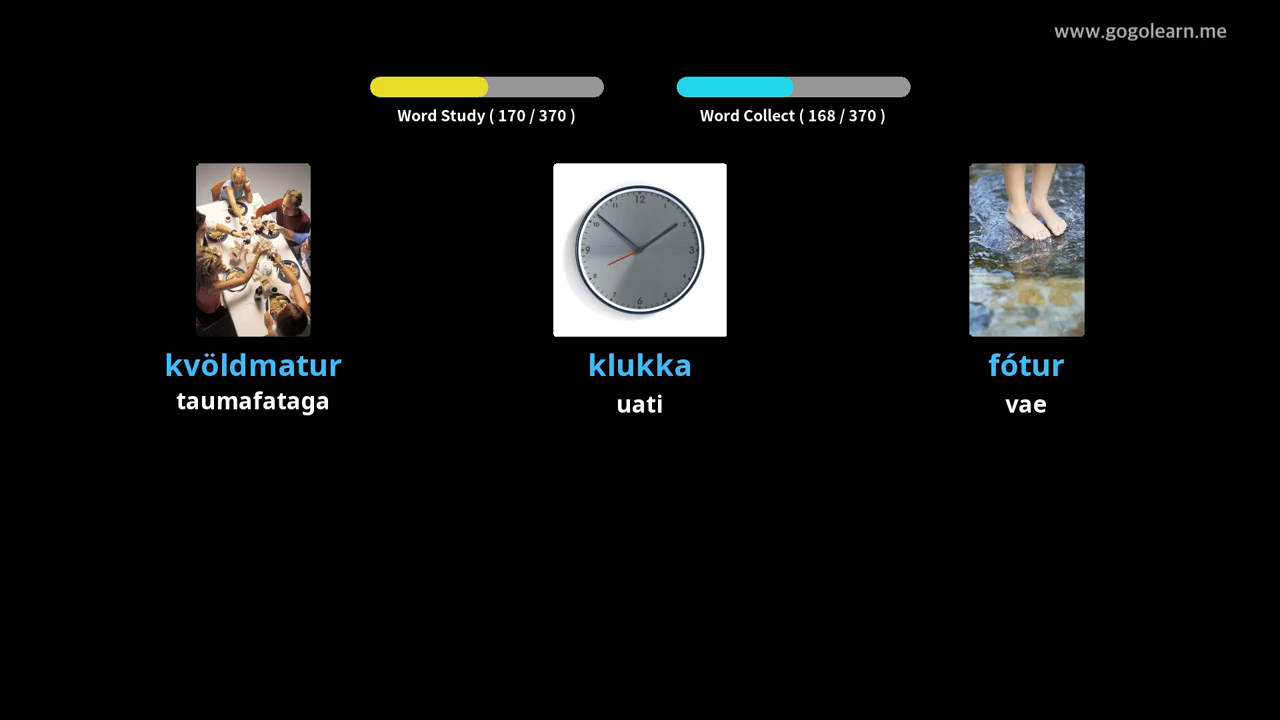 www.gogolearn.me
Word Study ( 170 / 370 )
Word Collect ( 168 / 370 )
kvöldmatur
taumafataga
klukka
uati
fótur
vae